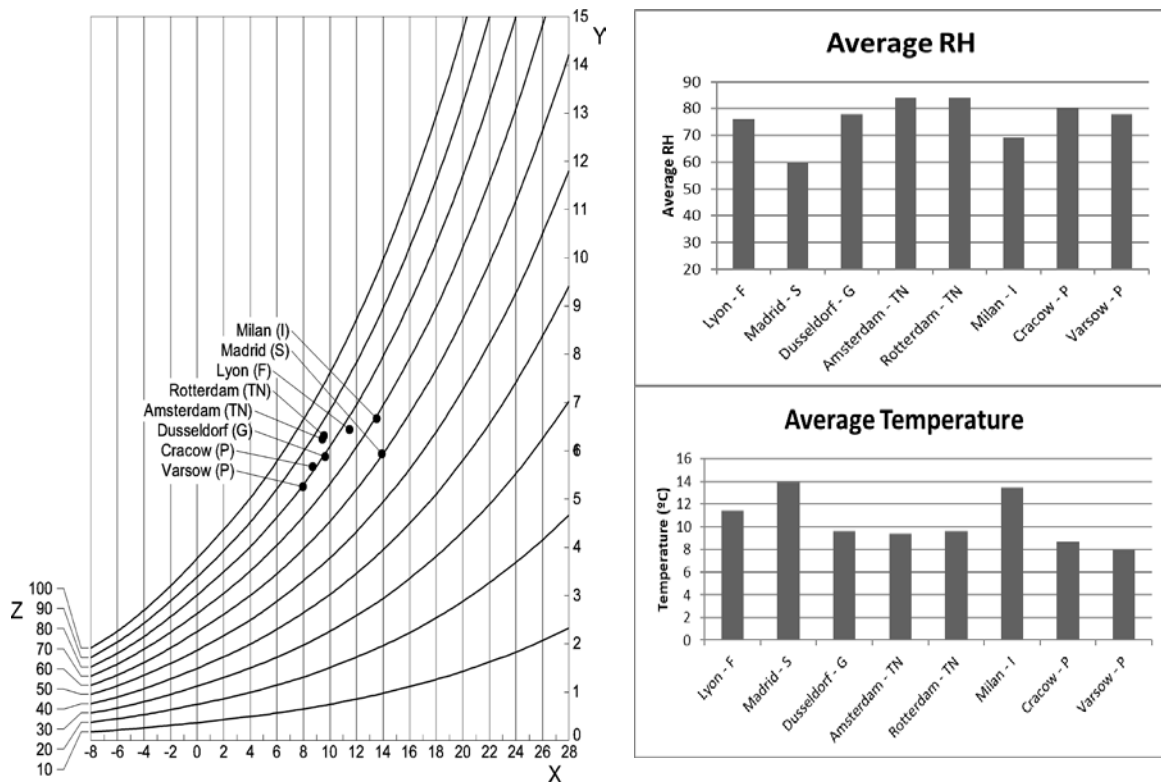 15
Y
14
13
12
11
10
9
8
7
6
5
4
3
2
1
0
Milan (I)
Madrid (S)
Lyon (F)
Rotterdam (TN)
Amsterdam (TN)
Dusseldorf (G)
Cracow (P)
Varsow (P)
Z
100
90
80
70
60
50
40
30
20
10
-8 -6 -4 -2 0 2 4 6 8 10 12 14 16 18 20 22 24 26 28
X
Average RH
Average RH
90
80
70
60
50
40
30
20
Lyon - F
Madrid - S
Dusseldorf - G
Amsterdam - TN
Rotterdam - TN
Milan - I
Cracow - P
Varsow - P
Average Temperature
Temperature (ºC)
16
14
12
10
8
6
4
2
0
Lyon - F
Madrid - S
Dusseldorf - G
Amsterdam - TN
Rotterdam - TN
Milan - I
Cracow - P
Varsow - P